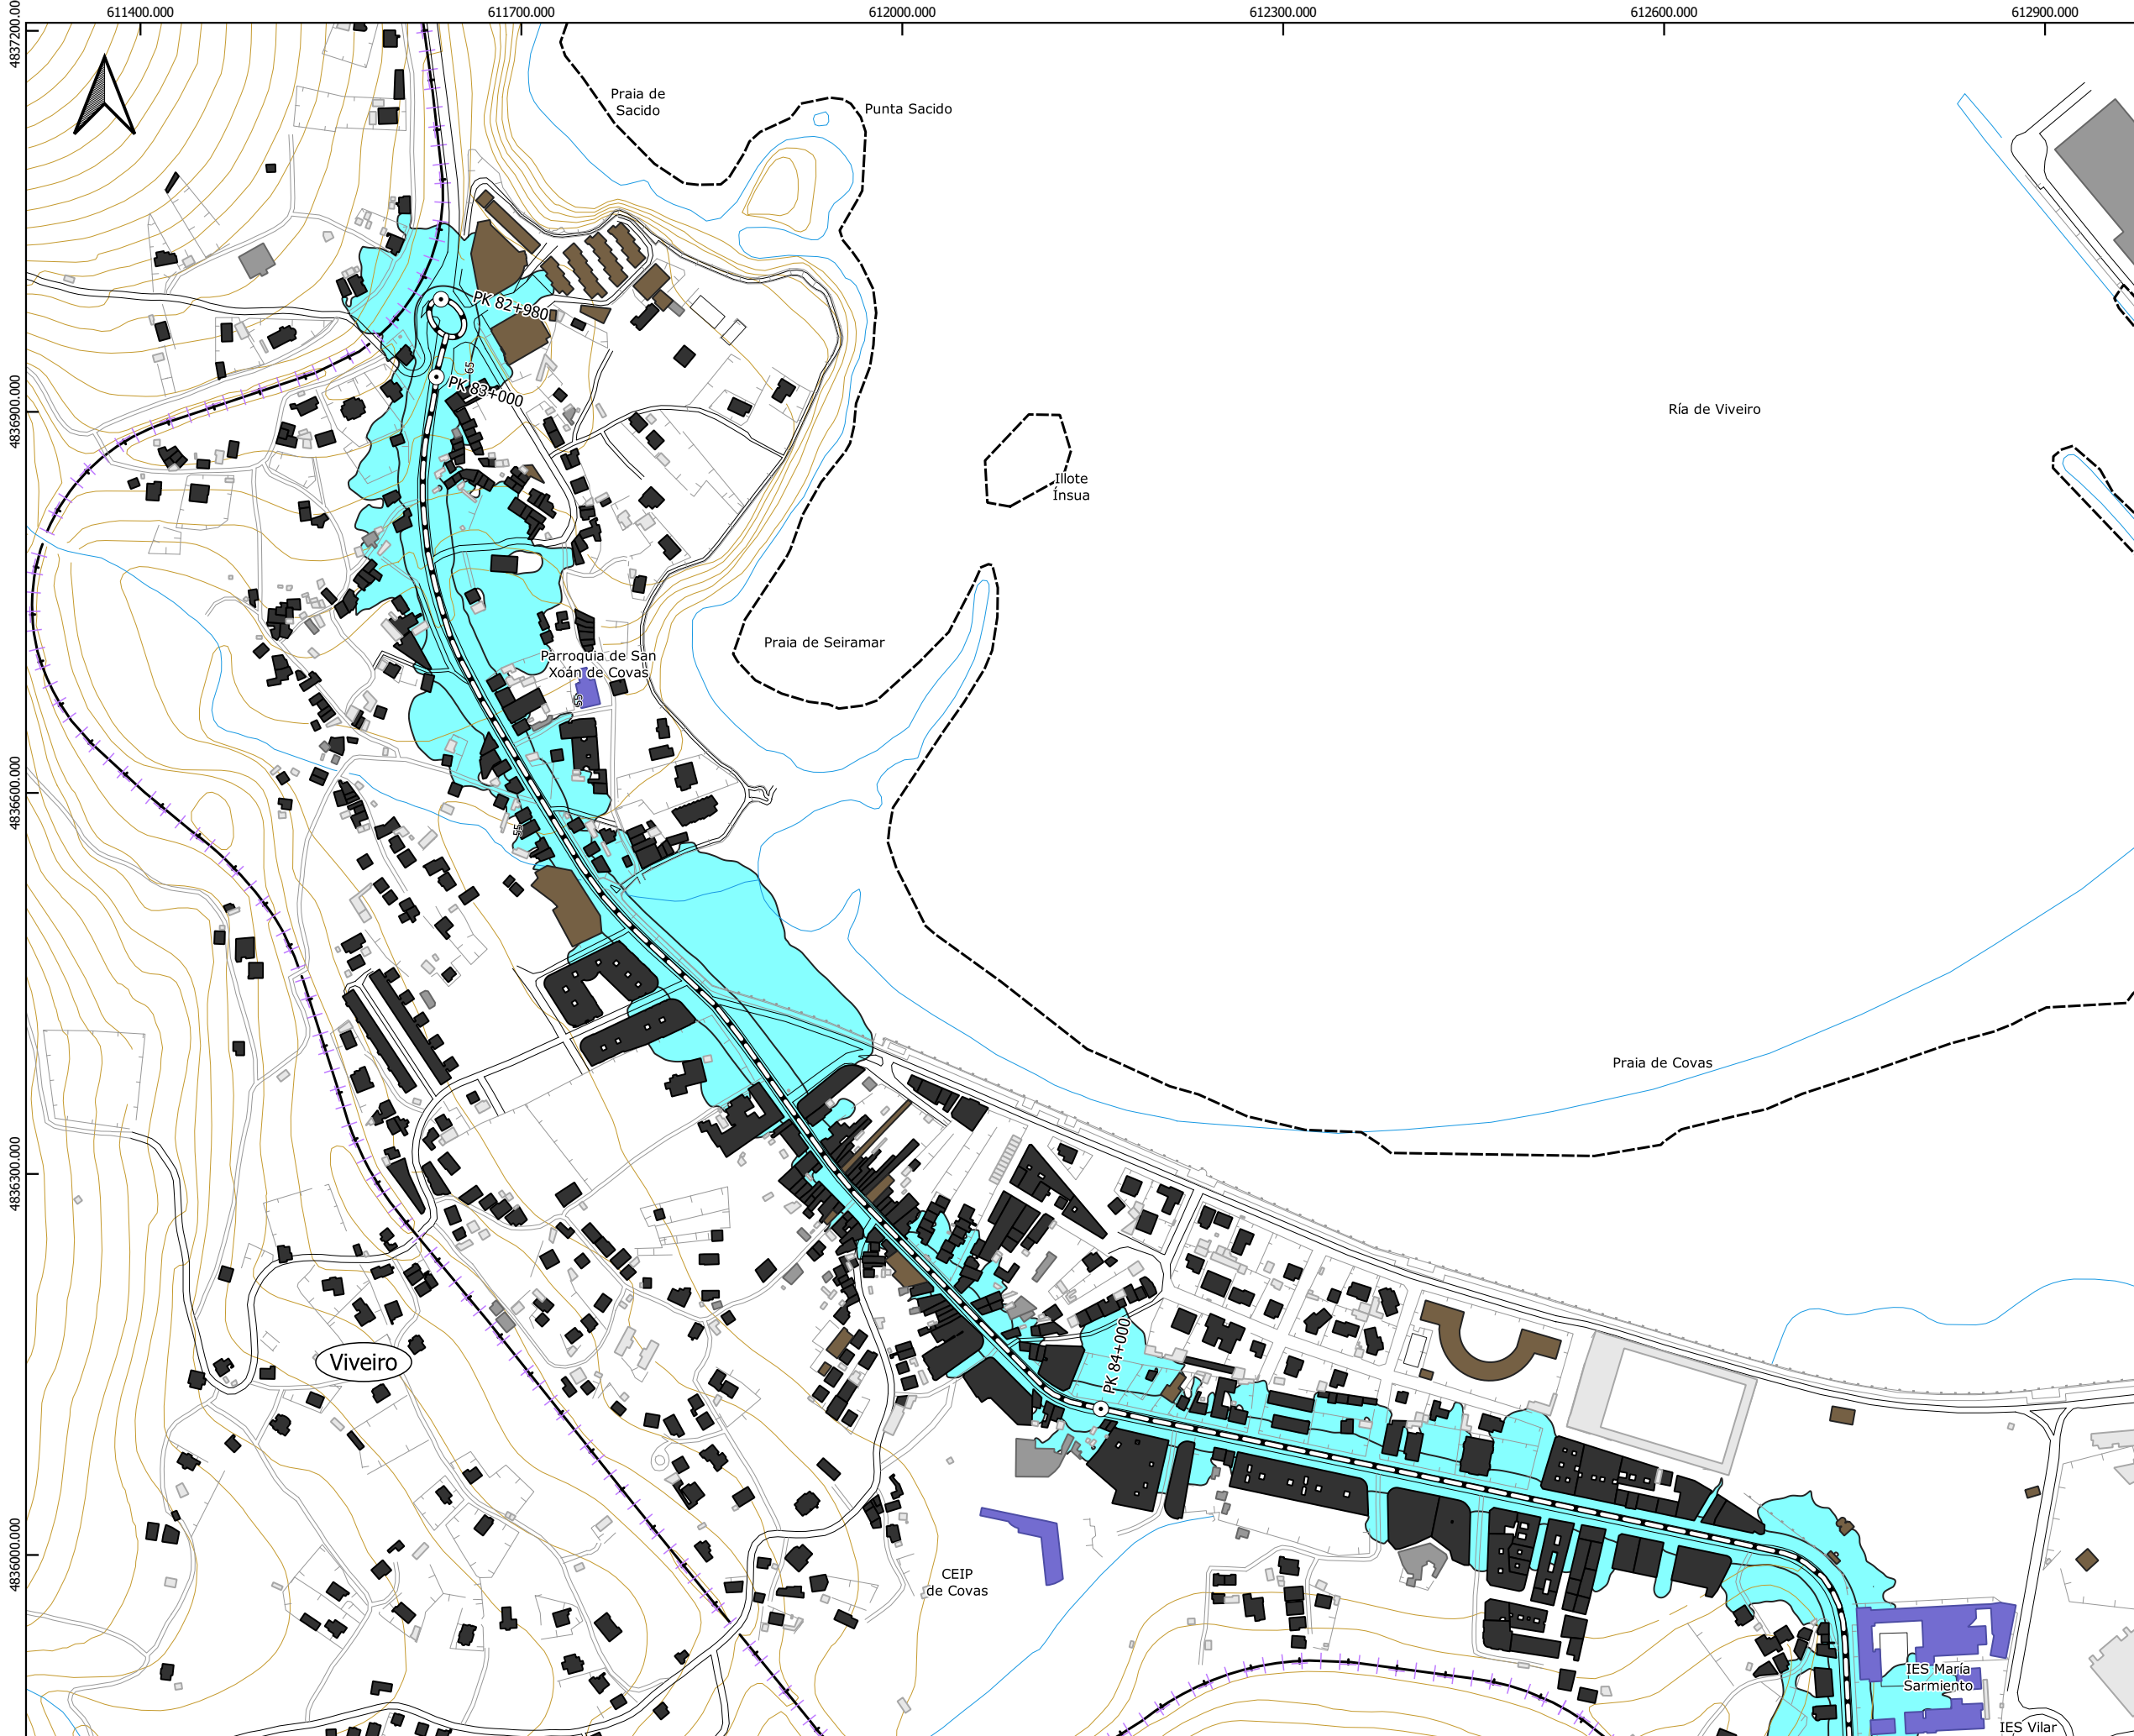 611400.000
611700.000
612000.000
612300.000
612600.000
612900.000
4837200.00
4836900.000
4836600.000
4836300.000
4836000.000
Praia de
Sacido
Punta Sacido
PK 82+980
65
PK 83+000
Ría de Viveiro
Illote
Ínsua
Praia de Seiramar
Parroquia de San
Xoán de Covas
55
55
Praia de Covas
Viveiro
PK 84+000
CEIP
de Covas
IES María
Sarmiento
IES Vilar